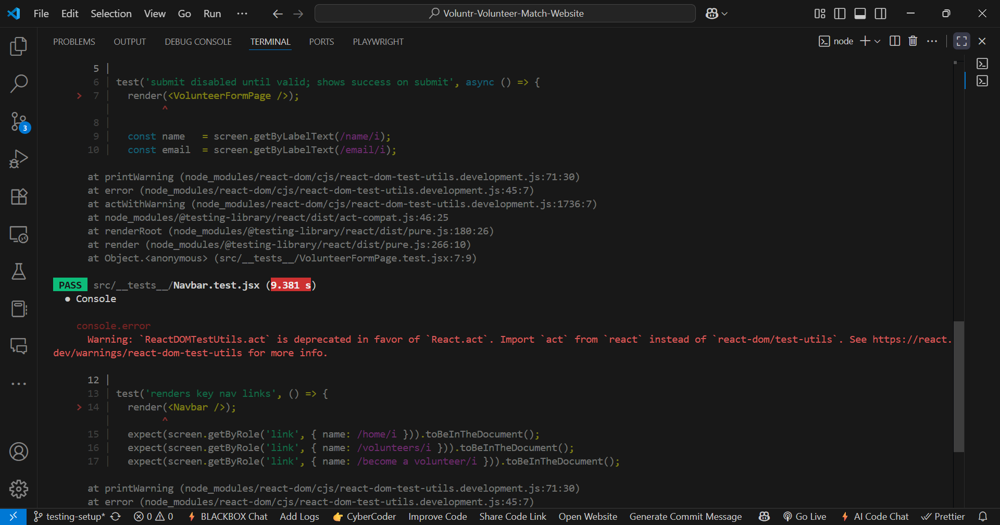 File Edit Selection View Go Run ··· Voluntr-Volunteer-Match-Website
PROBLEMS OUTPUT DEBUG CONSOLE TERMINAL PORTS PLAYWRIGHT node
5 |
6 | test('submit disabled until valid; shows success on submit', async () => {
> 7 | render(<VolunteerFormPage />);
| ^
8 |
9 | const name = screen.getByLabelText(/name/i);
10 | const email = screen.getByLabelText(/email/i);
at printWarning (node_modules/react-dom/cjs/react-dom-test-utils.development.js:71:30)
at error (node_modules/react-dom/cjs/react-dom-test-utils.development.js:45:7)
at actWithWarning (node_modules/react-dom/cjs/react-dom-test-utils.development.js:1736:7)
at node_modules/@testing-library/react/dist/act-compat.js:46:25
at renderRoot (node_modules/@testing-library/react/dist/pure.js:180:26)
at render (node_modules/@testing-library/react/dist/pure.js:266:10)
at Object.<anonymous> (src/__tests__/VolunteerFormPage.test.jsx:7:9)
PASS src/__tests__/Navbar.test.jsx (9.381 s)
● Console
console.error
Warning: `ReactDOMTestUtils.act` is deprecated in favor of `React.act`. Import `act` from `react` instead of `react-dom/test-utils`. See https://react.
dev/warnings/react-dom-test-utils for more info.
12 |
13 | test('renders key nav links', () => {
> 14 | render(<Navbar />);
| ^
15 | expect(screen.getByRole('link', { name: /home/i })).toBeInTheDocument();
16 | expect(screen.getByRole('link', { name: /volunteers/i })).toBeInTheDocument();
17 | expect(screen.getByRole('link', { name: /become a volunteer/i })).toBeInTheDocument();
at printWarning (node_modules/react-dom/cjs/react-dom-test-utils.development.js:71:30)
at error (node_modules/react-dom/cjs/react-dom-test-utils.development.js:45:7)
3
testing-setup* 0 0 BLACKBOX Chat Add Logs 👉 CyberCoder Improve Code Share Code Link Open Website Generate Commit Message Go Live AI Code Chat Prettier